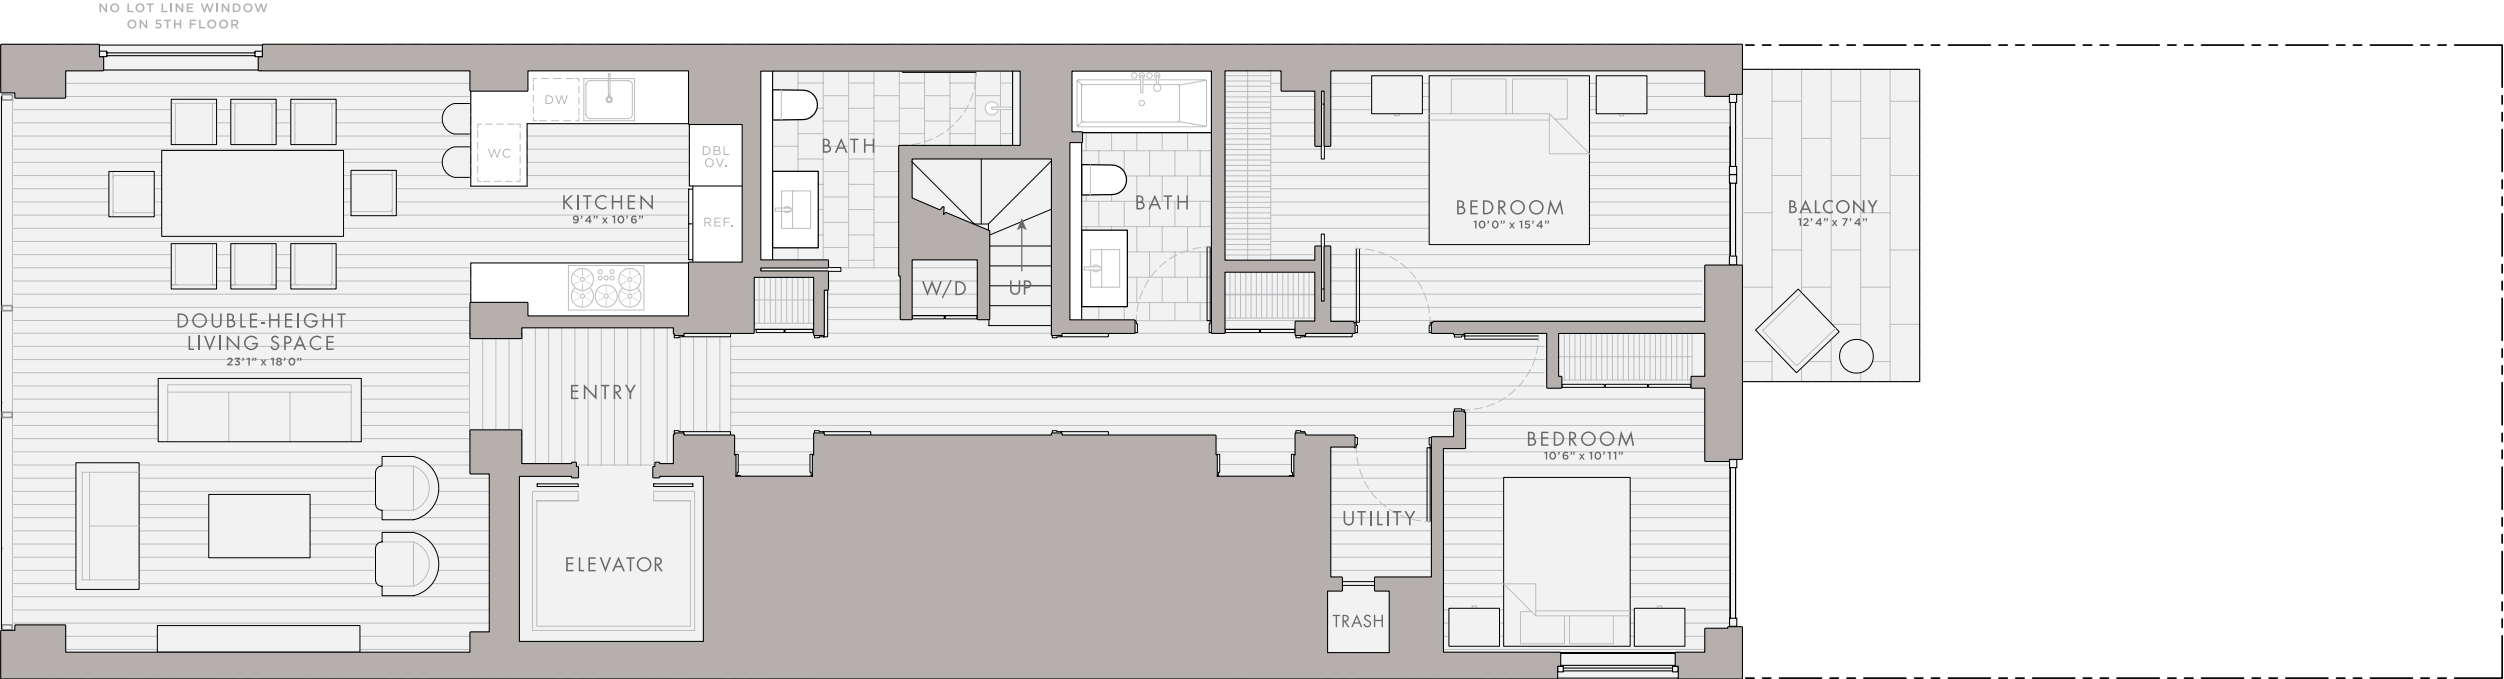 NO LOT LINE WINDOW
ON 5TH FLOOR
DW
WC
DBL
OV.
REF.
KITCHEN
9'4” x 10'6”
DOUBLE-HEIGHT
LIVING SPACE
23'1” x 18'0”
BATH
W/D
UP
BATH
BEDROOM
10'0” x 15'4”
BALCONY
12'4” x 7'4”
ENTRY
ELEVATOR
BEDROOM
10'6” x 10'11”
UTILITY
TRASH